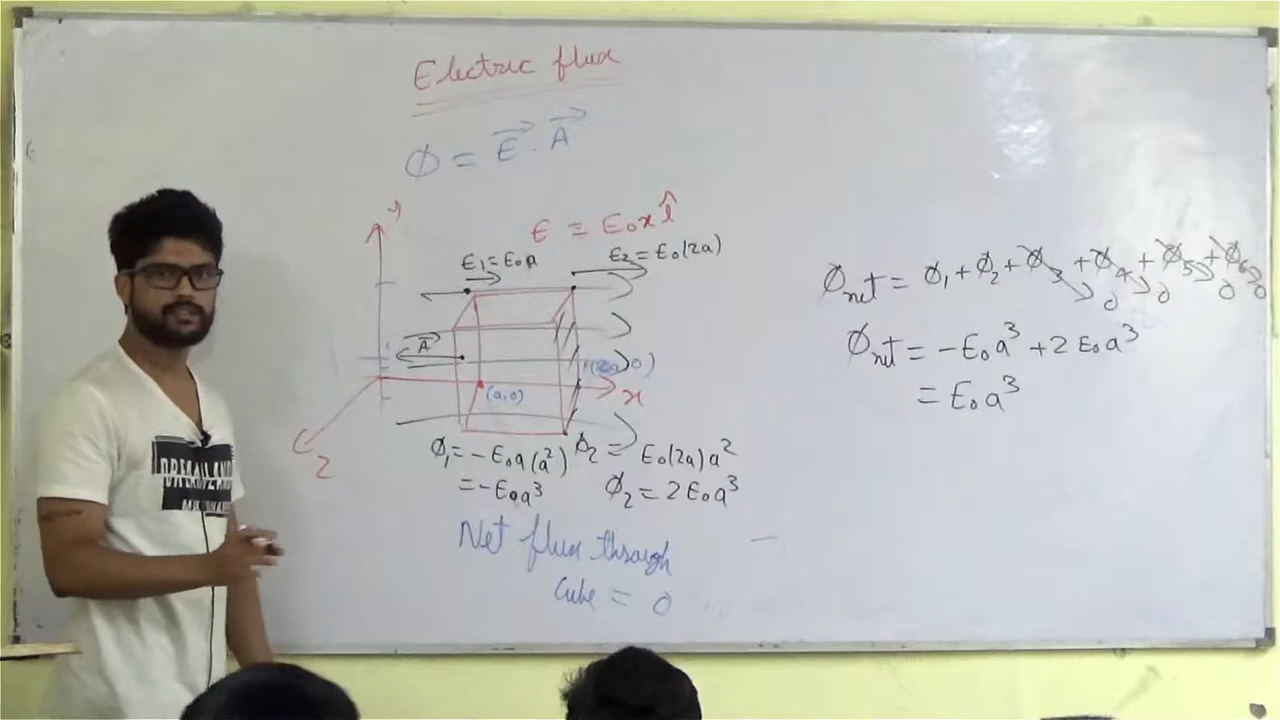 Electric flux
ϕ = E⃗ . A⃗
E = E₀x î
y
E₁ = E₀a
E₂ = E₀(2a)
A⃗
(a,0)
x
z
ϕ₁ = -E₀a(a²)
= -E₀a³
ϕ₂ = E₀(2a)a²
ϕ₂ = 2E₀a³
Net flux through
Cube = 0
ϕnet = ϕ₁ + ϕ₂ + ϕ₃ + ϕ₄ + ϕ₅ + ϕ₆
0 0 0 0
ϕnet = -E₀a³ + 2E₀a³
= E₀a³